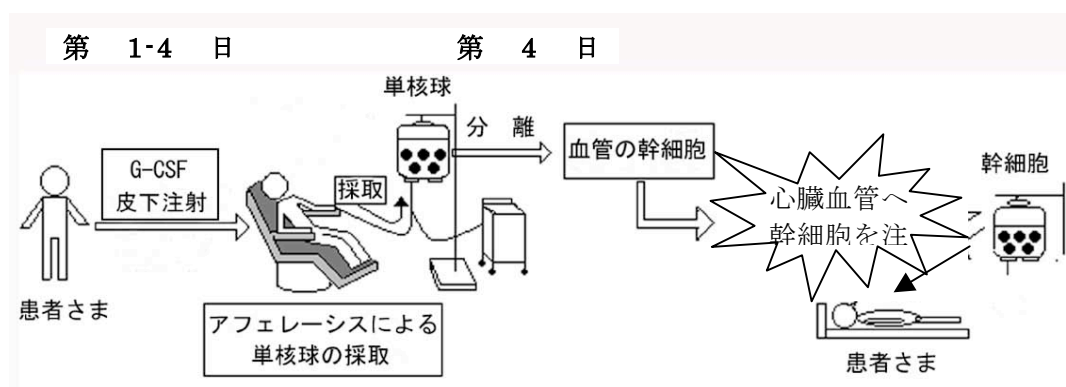 第 1-4 日
第 4 日
単核球
分 離
血管の幹細胞
G-CSF
皮下注射
採取
心臓血管へ
幹細胞を注
幹細胞
患者さま
アフェレーシスによる
単核球の採取
患者さま